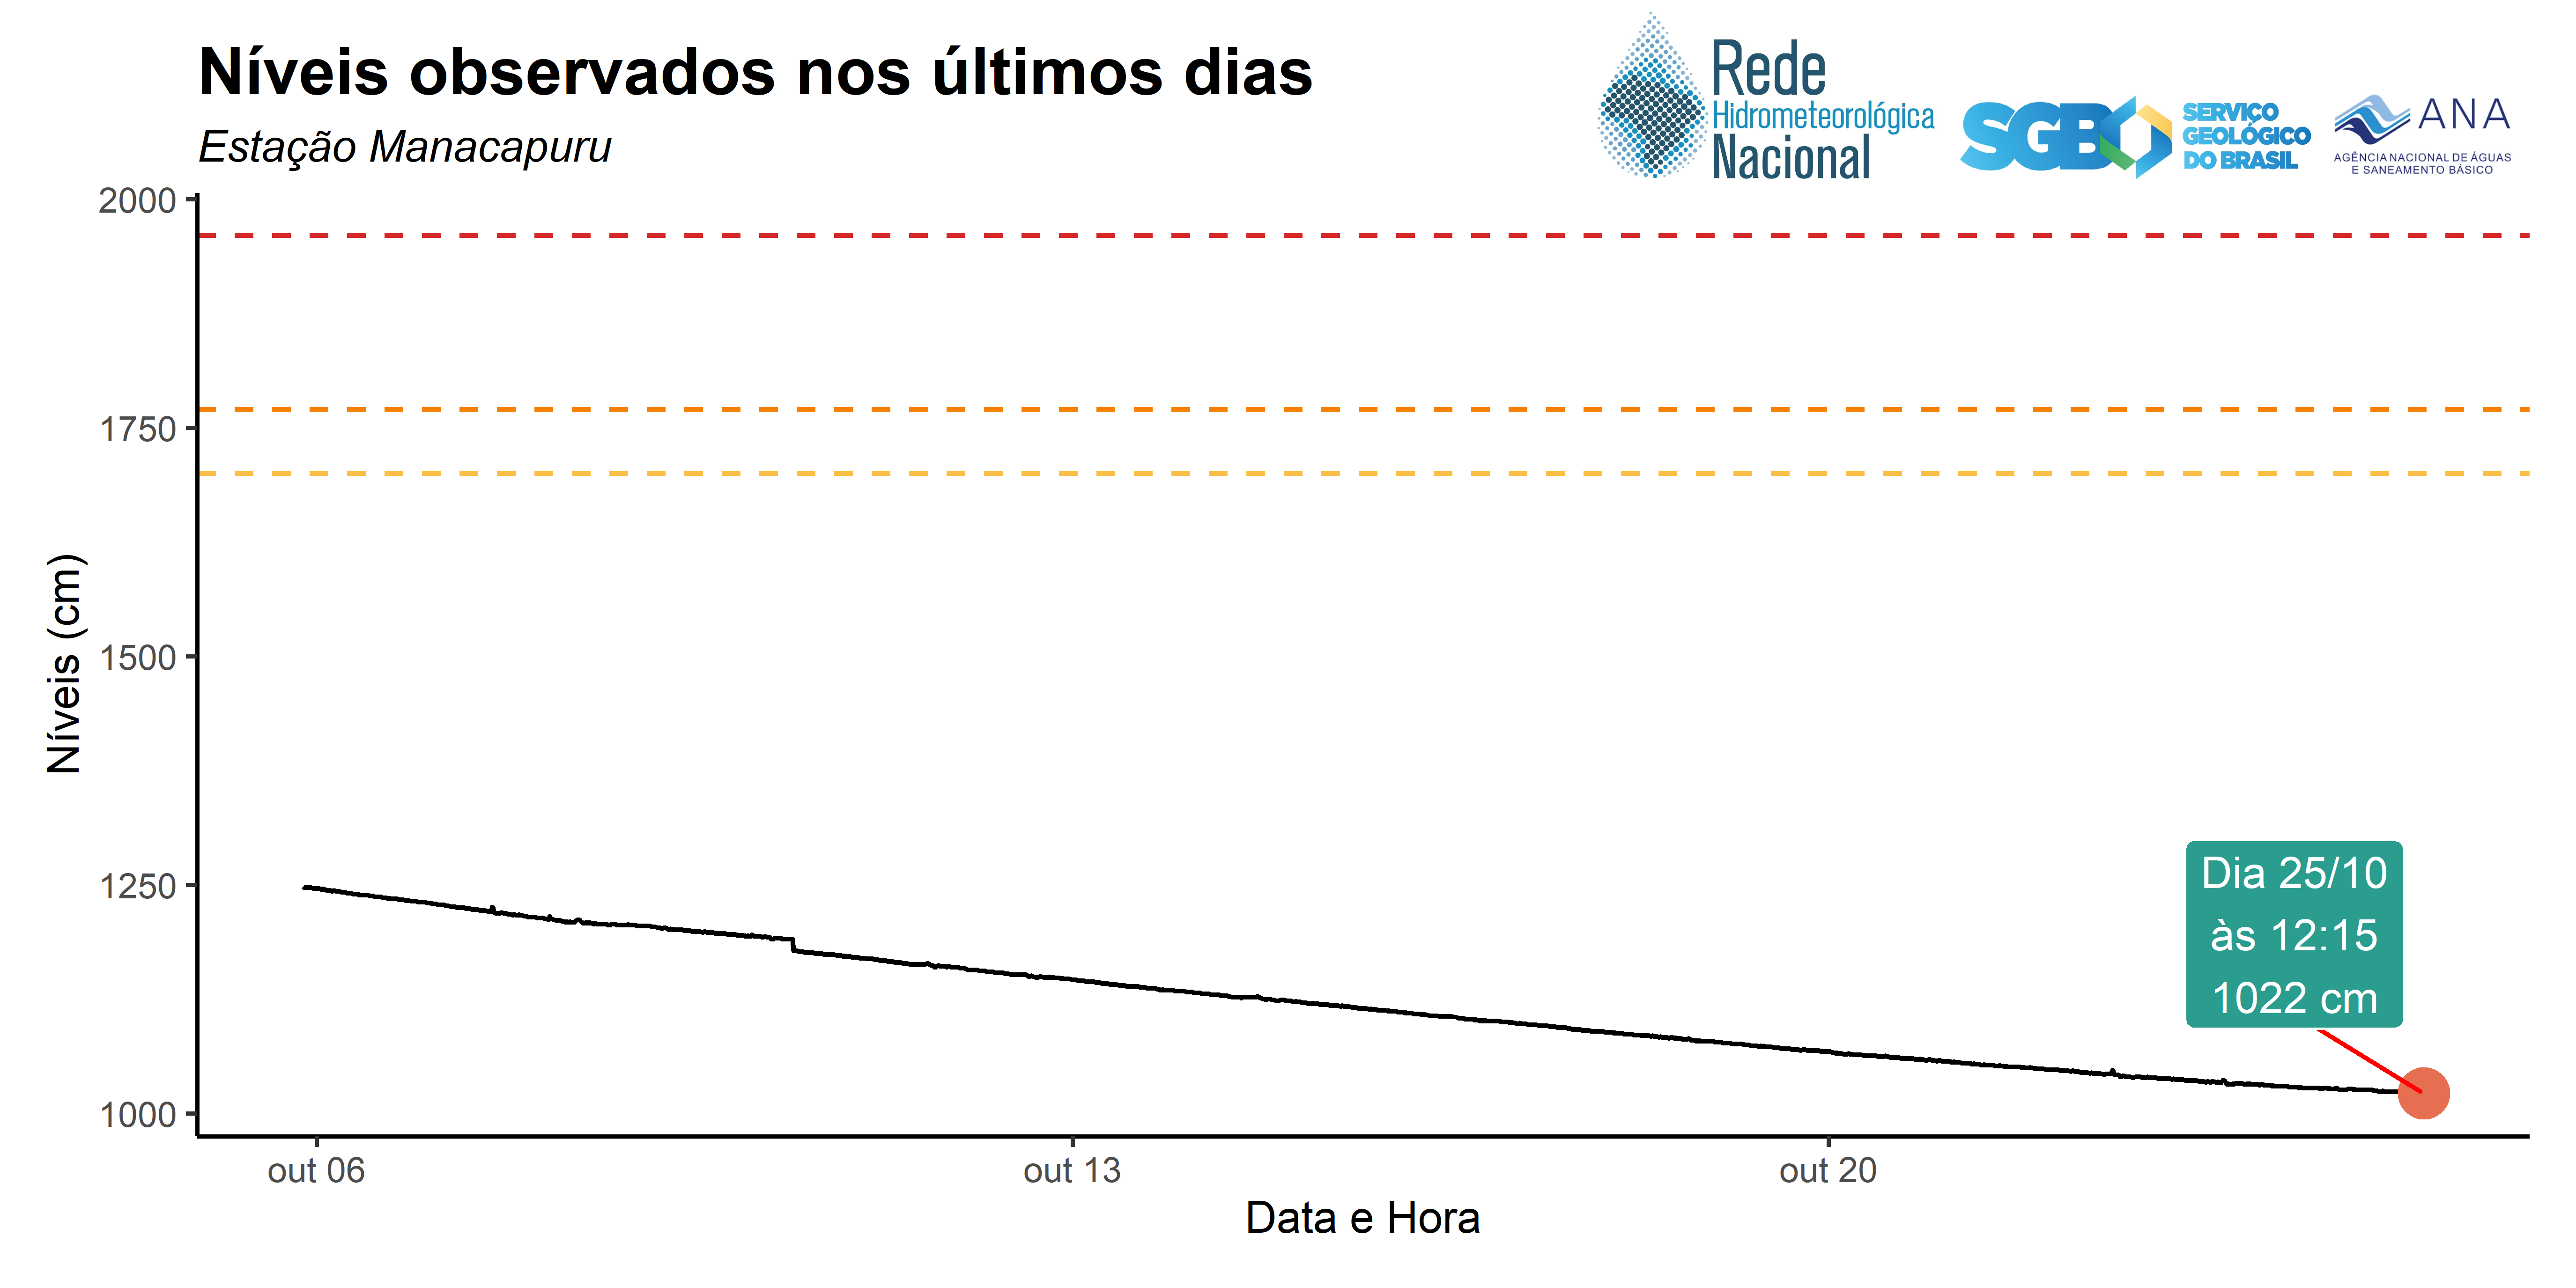 Níveis observados nos últimos dias
Estação Manacapuru
Rede
Hidrometeorológica
Nacional
SGB
SERVIÇO
GEOLÓGICO
DO BRASIL
ANA
AGÊNCIA NACIONAL DE ÁGUAS
E SANEAMENTO BÁSICO
2000
1750
1500
1250
1000
Níveis (cm)
Dia 25/10
às 12:15
1022 cm
out 06
out 13
out 20
Data e Hora